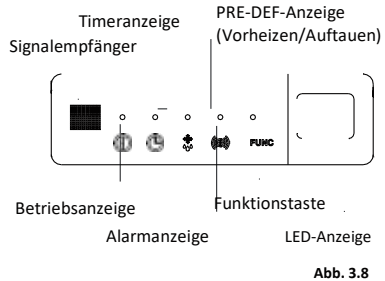 Timeranzeige
PRE-DEF-Anzeige
(Vorheizen/Auftauen)
Signalempfänger
FUNC
Betriebsanzeige
Funktionstaste
Alarmanzeige
LED-Anzeige
Abb. 3.8